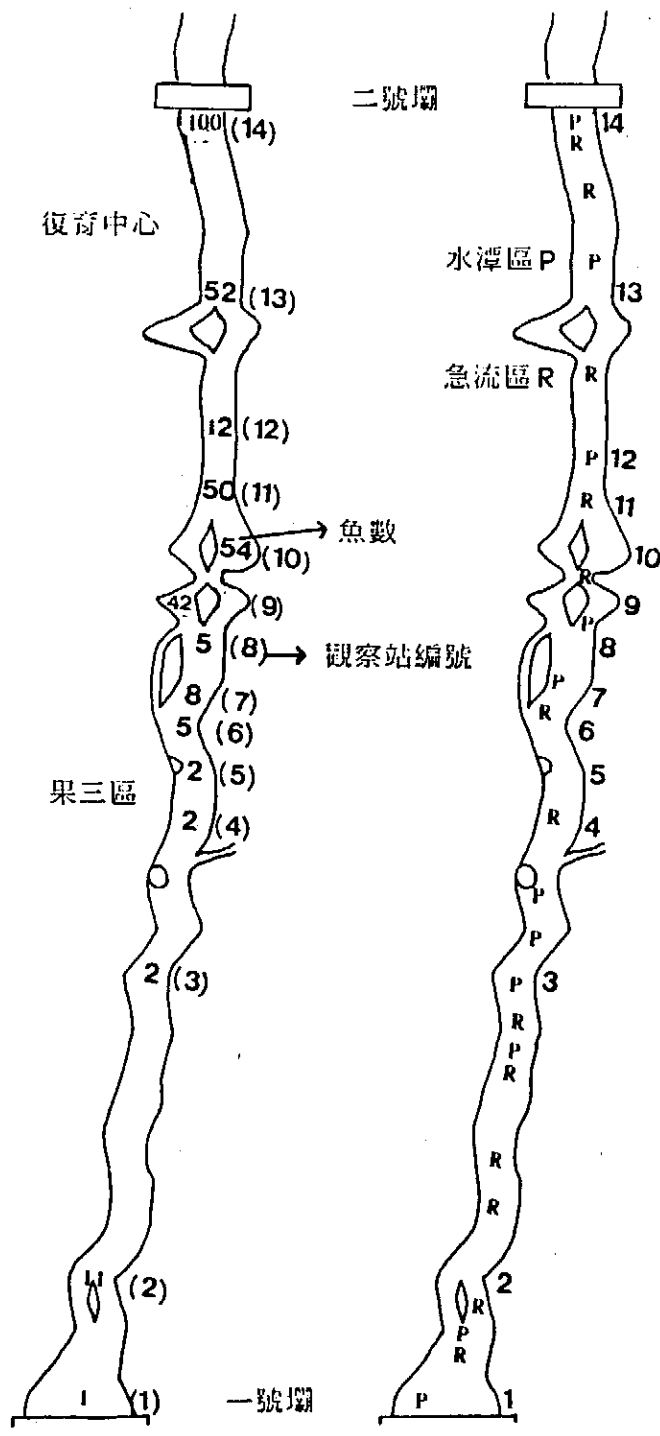 二號壩
100 (14)
P 14
R
R
復育中心
水潭區 P
P
52 (13)
13
急流區 R
R
12 (12)
P 12
50 (11)
R 11
魚數
54 (10)
10
R
42 (9)
9
P
5 (8)
觀察站編號
8
P
8 (7)
7
R
5 (6)
6
果三區
2 (5)
5
2 (4)
R
4
P
P
2 (3)
P 3
R
P
R
R
R
11 (2)
2
R
P
R
1 (1)
一號壩
P 1